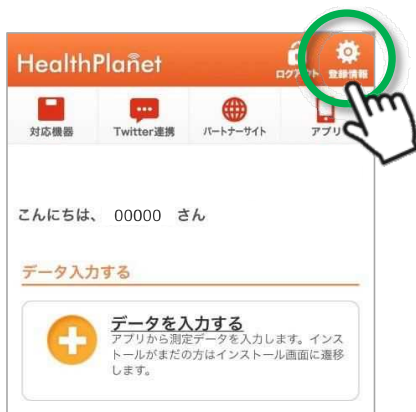 HealthPlanet
ログアウト 登録情報
対応機器 Twitter連携 パートナーサイト アプリ
こんにちは、 00000 さん
データ入力する
データを入力する
アプリから測定データを入力します。インス
トールがまだの方はインストール画面に遷移
します。